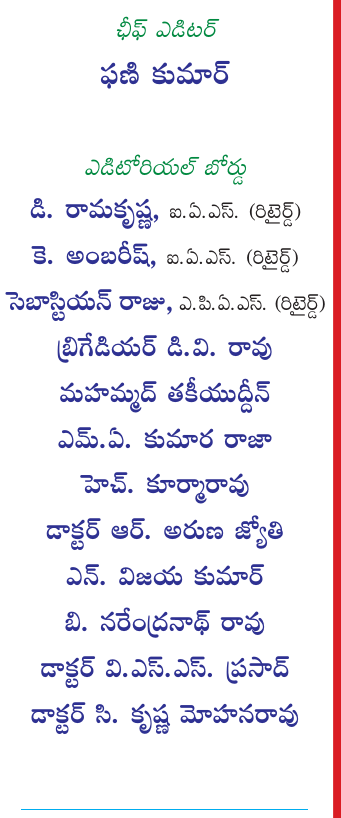 ఛీఫ్ ఎడిటర్
ఫణి కుమార్
ఎడిటోరియల్ బోర్డు
డి. రామకృష్ణ, ఐ.ఏ.ఎస్. (రిటైర్డ్)
కె. అంబరీష్, ఐ.ఏ.ఎస్. (రిటైర్డ్)
సెబాస్టియన్ రాజు, ఎ.పి.ఏ.ఎస్. (రిటైర్డ్)
బ్రిగేడియర్ డి.వి. రావు
మహమ్మద్ తకీయుద్దీన్
ఎమ్.ఏ. కుమార రాజా
హెచ్. కూర్మారావు
డాక్టర్ ఆర్. అరుణ జ్యోతి
ఎన్. విజయ కుమార్
బి. నరేంద్రనాథ్ రావు
డాక్టర్ వి.ఎస్.ఎస్. ప్రసాద్
డాక్టర్ సి. కృష్ణ మోహనరావు